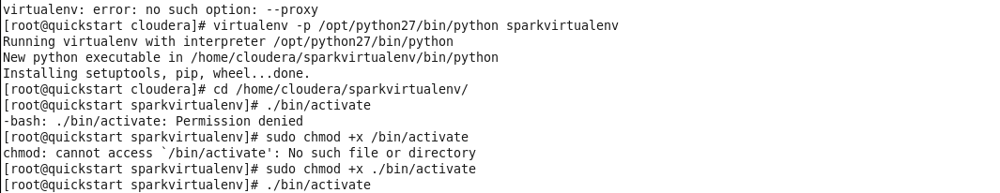 virtualenv: error: no such option: --proxy
[root@quickstart cloudera]# virtualenv -p /opt/python27/bin/python sparkvirtualenv
Running virtualenv with interpreter /opt/python27/bin/python
New python executable in /home/cloudera/sparkvirtualenv/bin/python
Installing setuptools, pip, wheel...done.
[root@quickstart cloudera]# cd /home/cloudera/sparkvirtualenv/
[root@quickstart sparkvirtualenv]# ./bin/activate
-bash: ./bin/activate: Permission denied
[root@quickstart sparkvirtualenv]# sudo chmod +x /bin/activate
chmod: cannot access `/bin/activate': No such file or directory
[root@quickstart sparkvirtualenv]# sudo chmod +x ./bin/activate
[root@quickstart sparkvirtualenv]# ./bin/activate